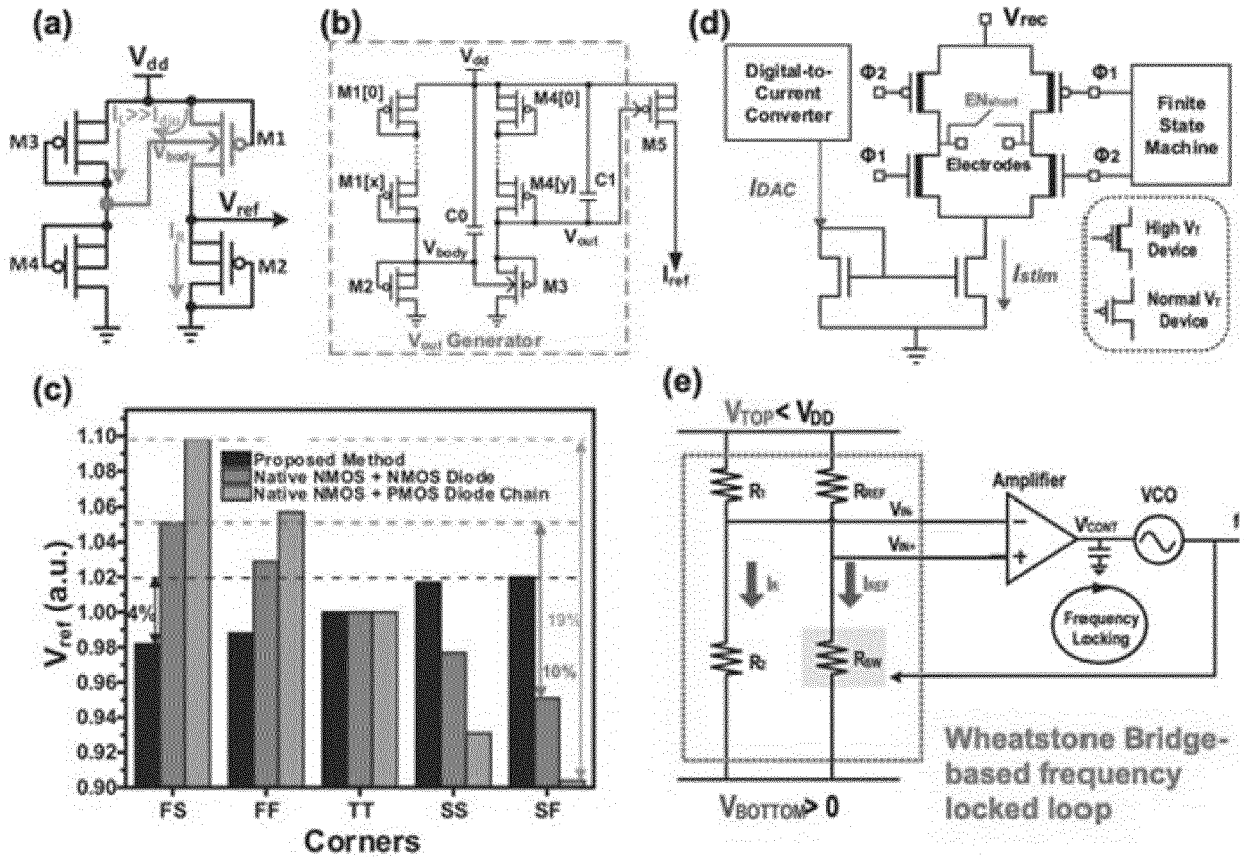 (a)
Vdd
M3
I1>>Idio
M1
Vbody
Vref
M4
M2
(b)
Vdd
M1[0]
M4[0]
M5
M1[x]
M4[y]
C1
C0
Vout
Vbody
Iref
M2
M3
Vout Generator
(d)
Vrec
Digital-to-
Current
Converter
Φ2
Φ1
ENshort
Finite
State
Machine
Φ1
Electrodes
Φ2
IDAC
Istim
High VT
Device
Normal VT
Device
(c)
Vref (a.u.)
1.10
1.08
1.06
1.04
1.02
1.00
0.98
0.96
0.94
0.92
0.90
Proposed Method
Native NMOS + NMOS Diode
Native NMOS + PMOS Diode Chain
4%
19%
10%
FS FF TT SS SF
Corners
(e)
VTOP < VDD
R1
RREF
Amplifier
VCO
VIN-
VIN+
VCONT
f
IR
IREF
Frequency
Locking
R2
RSW
VBOTTOM > 0
Wheatstone Bridge-
based frequency
locked loop